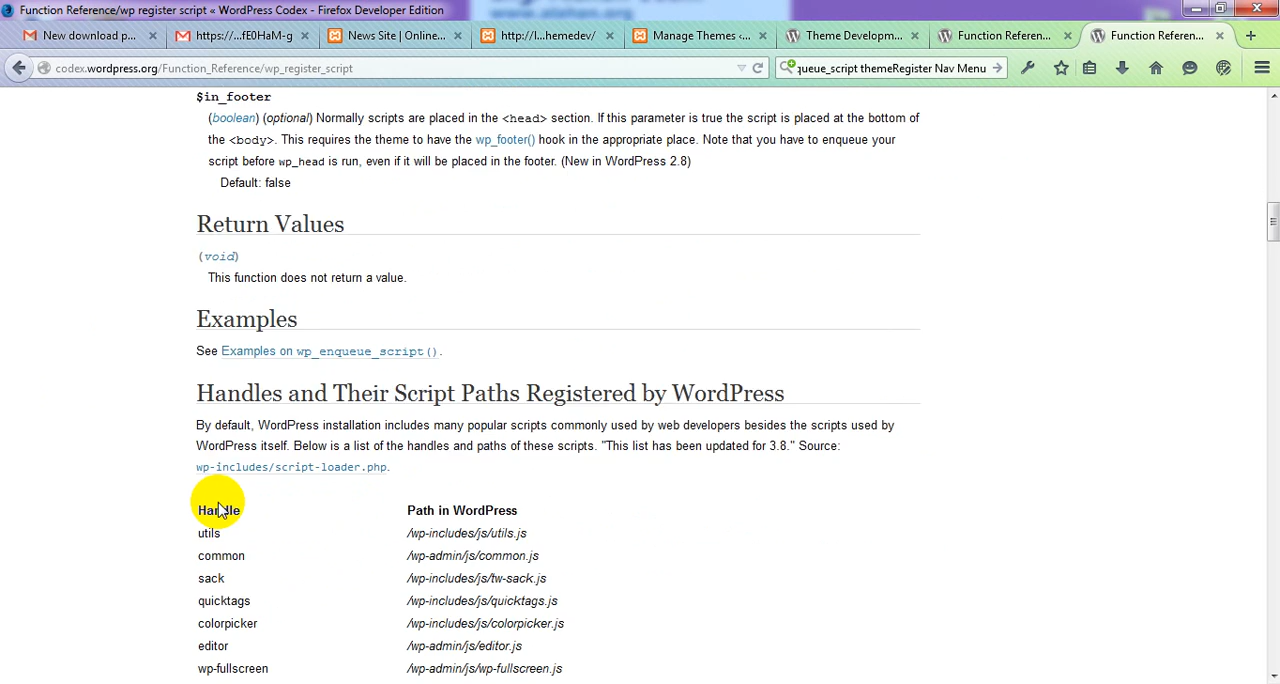 Function Reference/wp register script « WordPress Codex - Firefox Developer Edition
www.olohan.org
New download p...
https://...fE0HaM-g
News Site | Online...
http://l...hemedev/
Manage Themes ‹...
Theme Developm...
Function Referen...
Function Referen...
codex.wordpress.org/Function_Reference/wp_register_script
queue_script themeRegister Nav Menu
$in_footer
(boolean) (optional) Normally scripts are placed in the <head> section. If this parameter is true the script is placed at the bottom of
the <body>. This requires the theme to have the wp_footer() hook in the appropriate place. Note that you have to enqueue your
script before wp_head is run, even if it will be placed in the footer. (New in WordPress 2.8)
Default: false
Return Values
(void)
This function does not return a value.
Examples
See Examples on wp_enqueue_script().
Handles and Their Script Paths Registered by WordPress
By default, WordPress installation includes many popular scripts commonly used by web developers besides the scripts used by
WordPress itself. Below is a list of the handles and paths of these scripts. "This list has been updated for 3.8." Source:
wp-includes/script-loader.php.
Handle Path in WordPress
utils /wp-includes/js/utils.js
common /wp-admin/js/common.js
sack /wp-includes/js/tw-sack.js
quicktags /wp-includes/js/quicktags.js
colorpicker /wp-includes/js/colorpicker.js
editor /wp-admin/js/editor.js
wp-fullscreen /wp-admin/js/wp-fullscreen.js